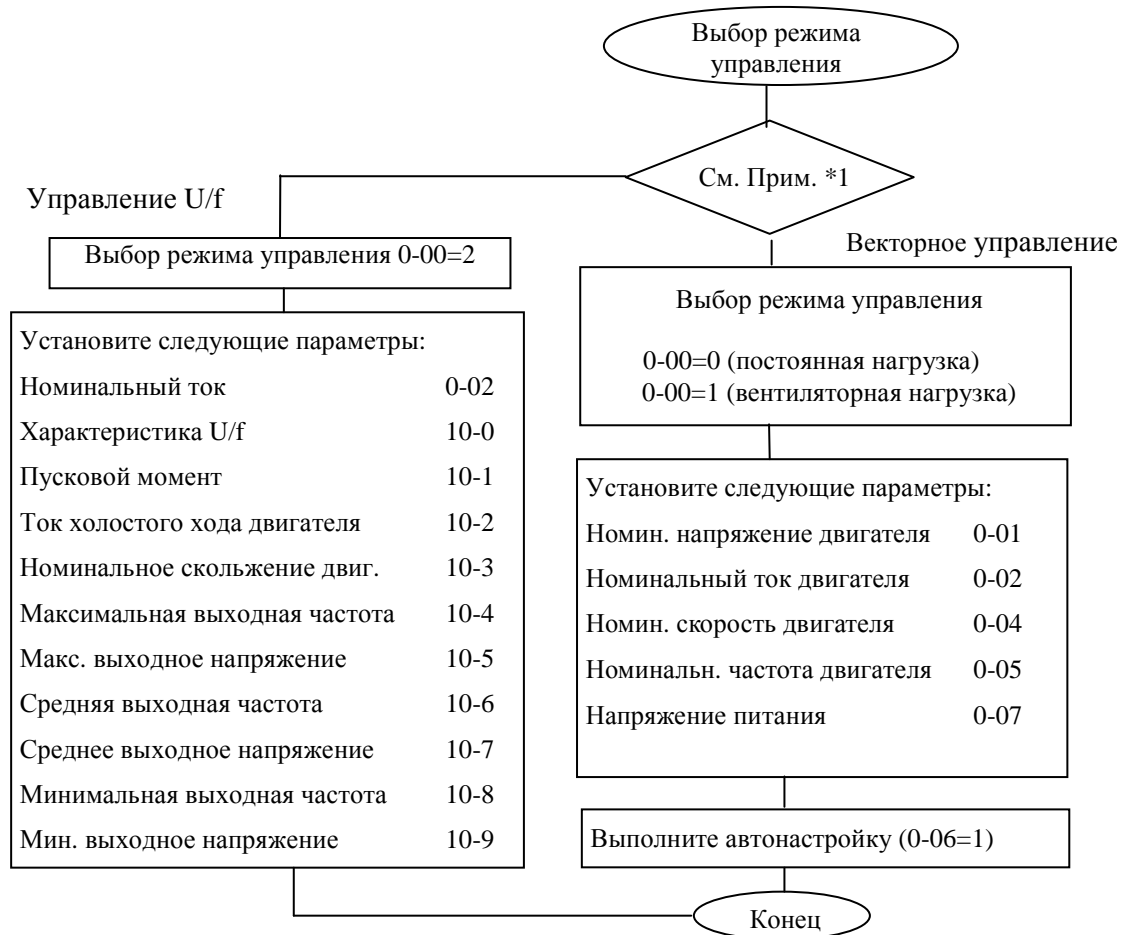 Выбор режима
управления
См. Прим. *1
Управление U/f
Выбор режима управления 0-00=2
Установите следующие параметры:
Номинальный ток 0-02
Характеристика U/f 10-0
Пусковой момент 10-1
Ток холостого хода двигателя 10-2
Номинальное скольжение двиг. 10-3
Максимальная выходная частота 10-4
Макс. выходное напряжение 10-5
Средняя выходная частота 10-6
Среднее выходное напряжение 10-7
Минимальная выходная частота 10-8
Мин. выходное напряжение 10-9
Векторное управление
Выбор режима управления
0-00=0 (постоянная нагрузка)
0-00=1 (вентиляторная нагрузка)
Установите следующие параметры:
Номин. напряжение двигателя 0-01
Номинальный ток двигателя 0-02
Номин. скорость двигателя 0-04
Номинальн. частота двигателя 0-05
Напряжение питания 0-07
Выполните автонастройку (0-06=1)
Конец